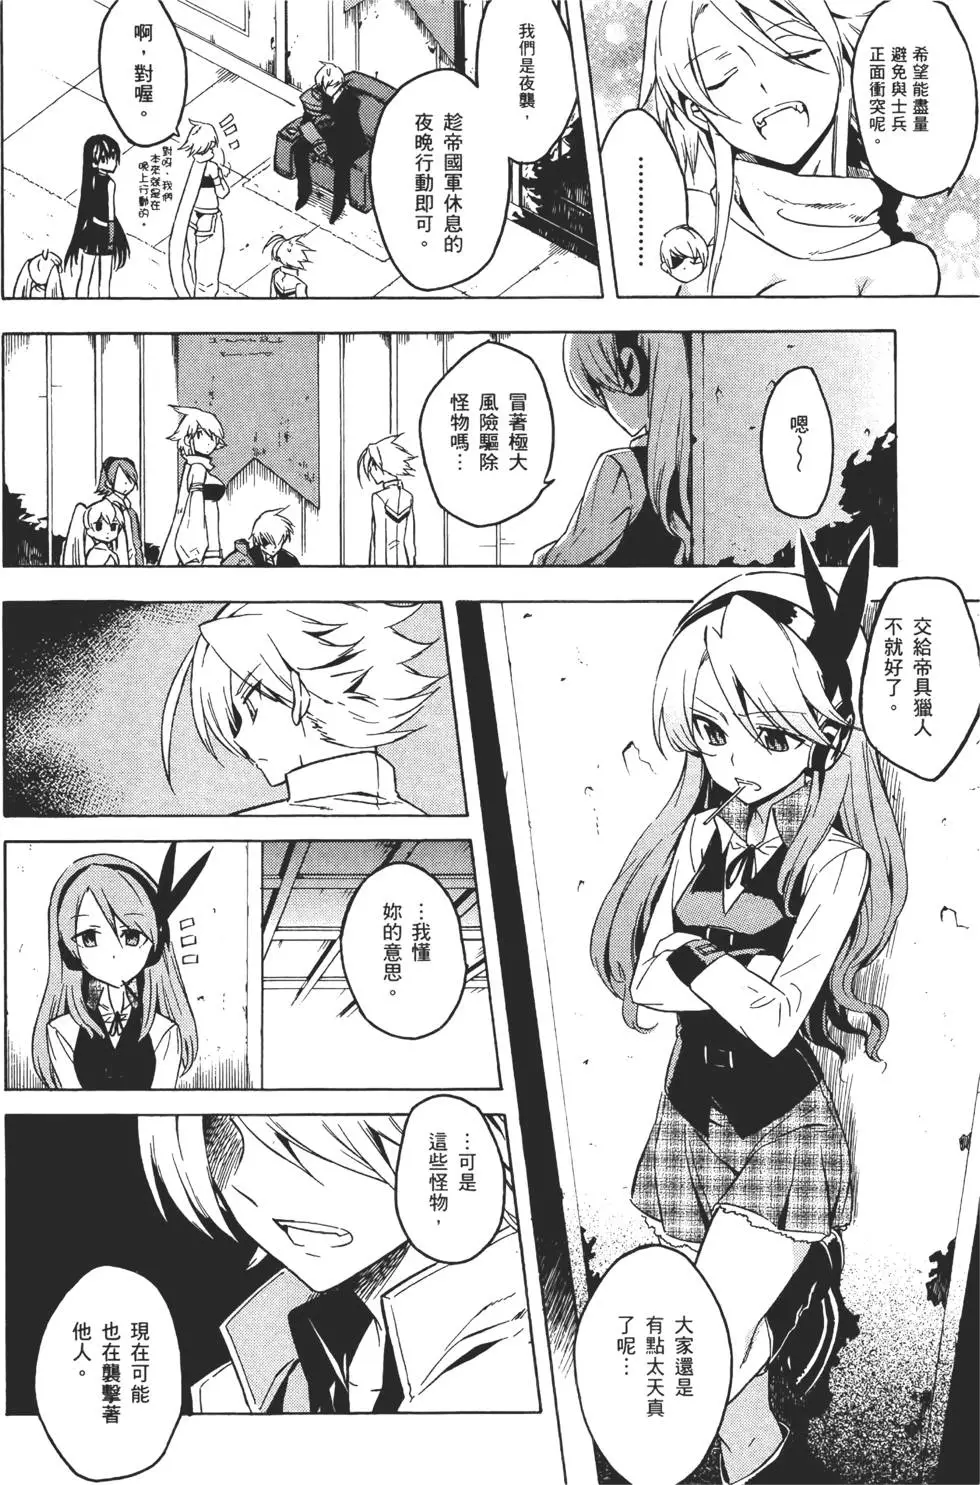 希望能盡量
避免與士兵
正面衝突呢。
………
我們是夜襲，
趁帝國軍休息的
夜晚行動即可。
啊，對喔。
對呀，我們
本來就是在
晚上行動的。
嗯～
冒著極大
風險驅除
怪物嗎…
交給帝具獵人
不就好了。
大家還是
有點太天真
了呢…
…我懂
妳的意思。
…可是
這些怪物，
現在可能
也在襲擊著
他人。